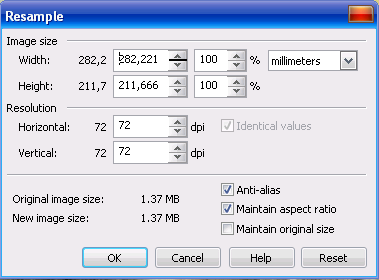 Resample
Image size
Width: 282,2 282,221 100 % millimeters
Height: 211,7 211,666 100 %
Resolution
Horizontal: 72 72 dpi Identical values
Vertical: 72 72 dpi
Original image size: 1.37 MB Anti-alias
New image size: 1.37 MB Maintain aspect ratio
Maintain original size
OK Cancel Help Reset